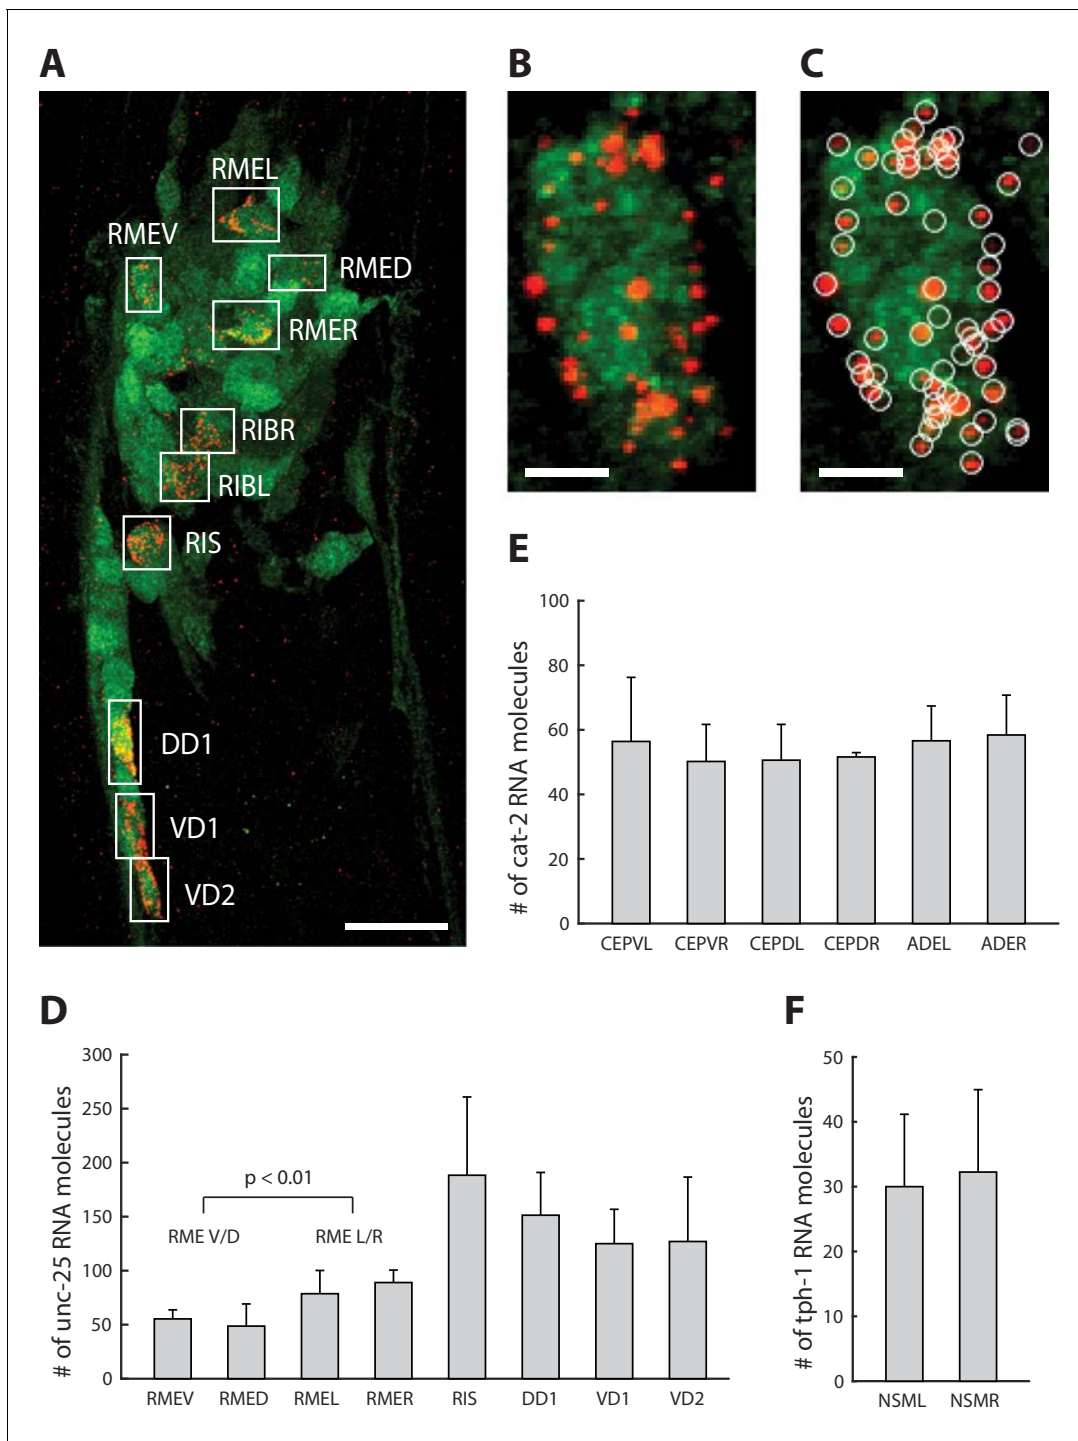 A
B
C
RMEL
RMEV
RMED
RMER
RIBR
RIBL
RIS
DD1
VD1
VD2
E
# of cat-2 RNA molecules
100
80
60
40
20
0
CEPVL CEPVR CEPDL CEPDR ADEL ADER
D
# of unc-25 RNA molecules
300
250
200
150
100
50
0
p < 0.01
RME V/D RME L/R
RMEV RMED RMEL RMER RIS DD1 VD1 VD2
F
# of tph-1 RNA molecules
50
40
30
20
10
0
NSML NSMR